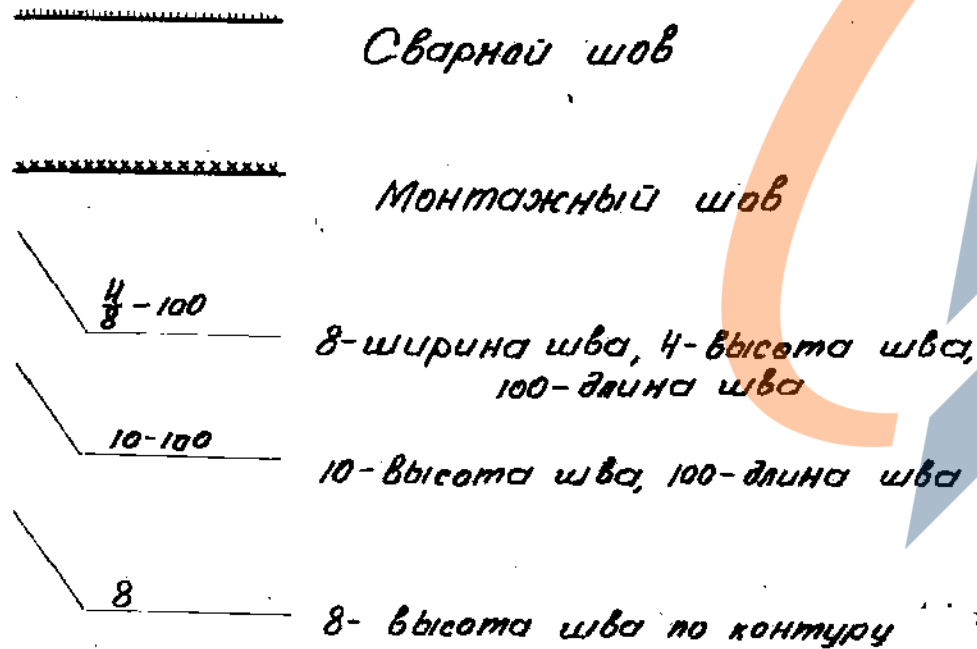 Сварной шов
Монтажный шов
4/8 - 100
8-ширина шва, 4-высота шва,
100-длина шва
10-100
10-высота шва, 100-длина шва
8
8- высота шва по контуру